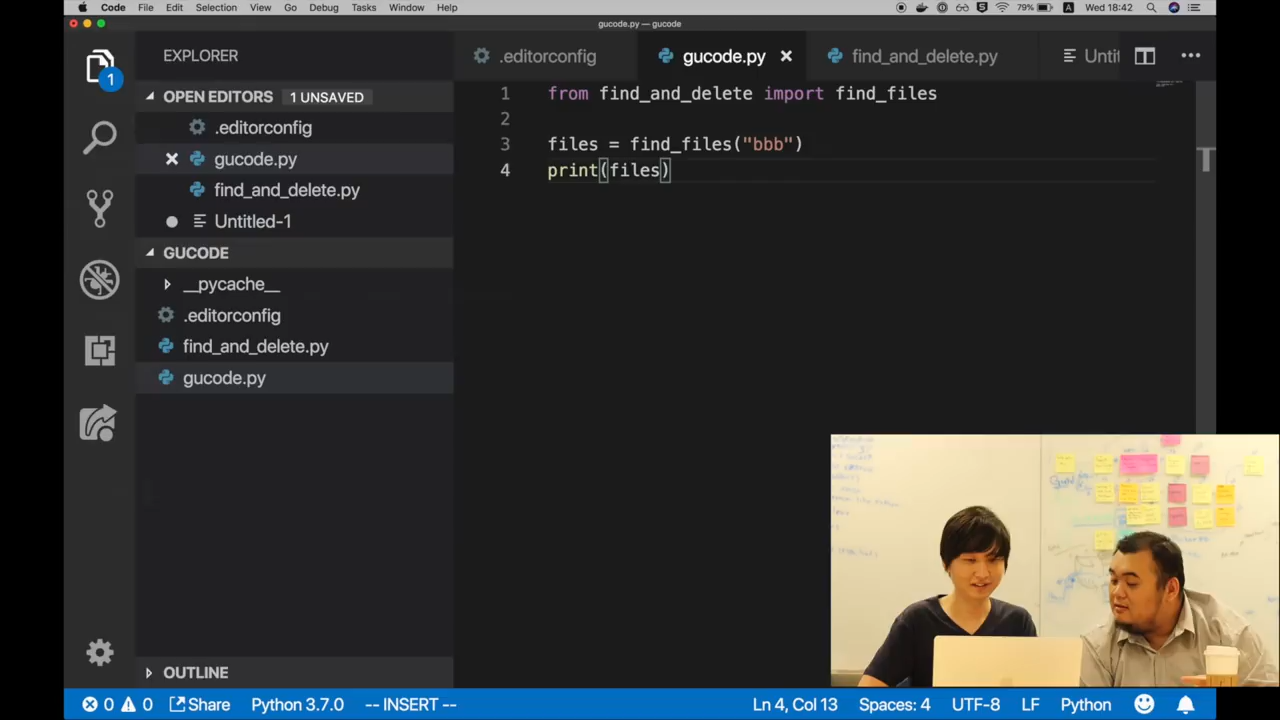 Code File Edit Selection View Go Debug Tasks Window Help 79% A Wed 18:42
gucode.py — gucode
EXPLORER
1
OPEN EDITORS 1 UNSAVED
.editorconfig
gucode.py
find_and_delete.py
Untitled-1
GUCODE
__pycache__
.editorconfig
find_and_delete.py
gucode.py
OUTLINE
.editorconfig gucode.py find_and_delete.py Untit
1 from find_and_delete import find_files
2
3 files = find_files("bbb")
4 print(files)
0 0 Share Python 3.7.0 -- INSERT -- Ln 4, Col 13 Spaces: 4 UTF-8 LF Python